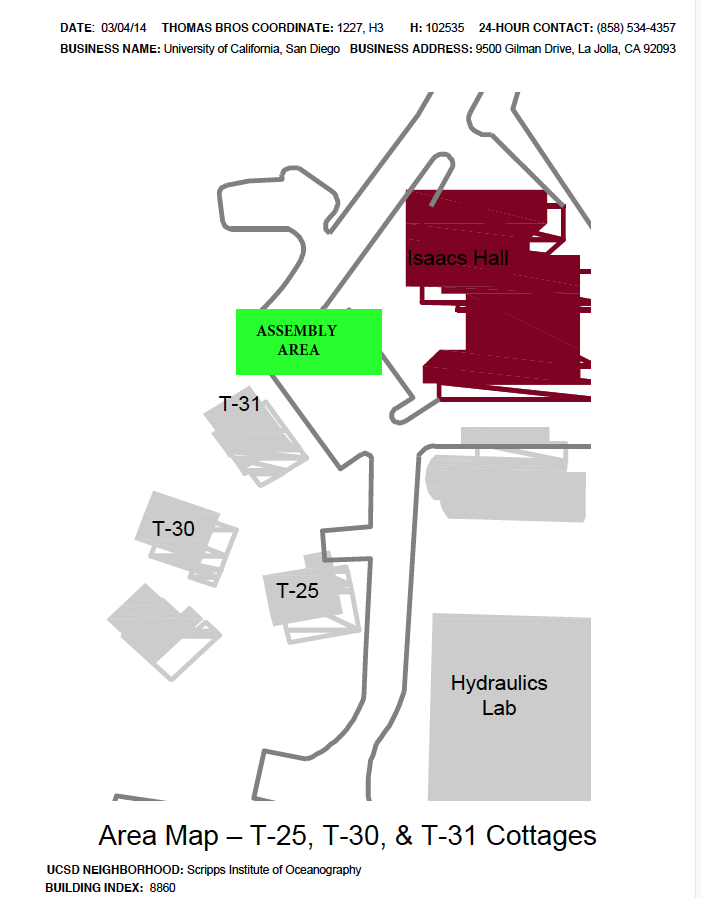 DATE: 03/04/14 THOMAS BROS COORDINATE: 1227, H3 H: 102535 24-HOUR CONTACT: (858) 534-4357
BUSINESS NAME: University of California, San Diego BUSINESS ADDRESS: 9500 Gilman Drive, La Jolla, CA 92093
Isaacs Hall
ASSEMBLY
AREA
T-31
T-30
T-25
Hydraulics
Lab
Area Map – T-25, T-30, & T-31 Cottages
UCSD NEIGHBORHOOD: Scripps Institute of Oceanography
BUILDING INDEX: 8860